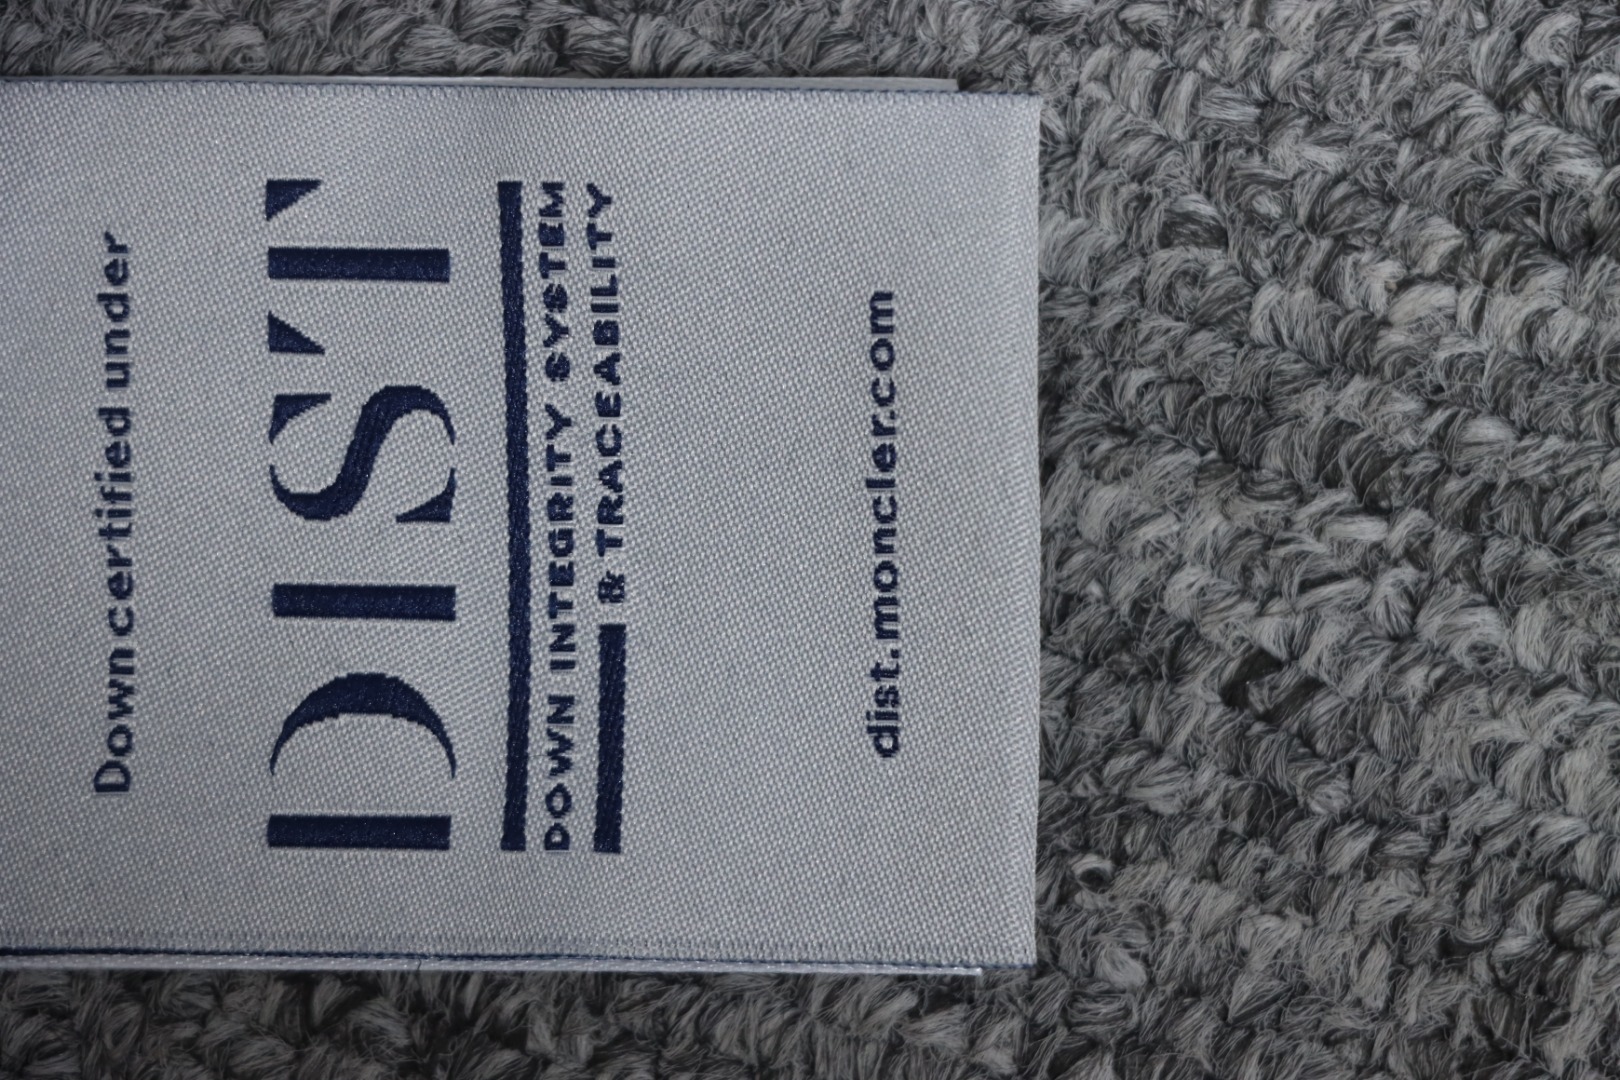 Down certified under
DIST
DOWN INTEGRITY SYSTEM
& TRACEABILITY
dist.moncler.com